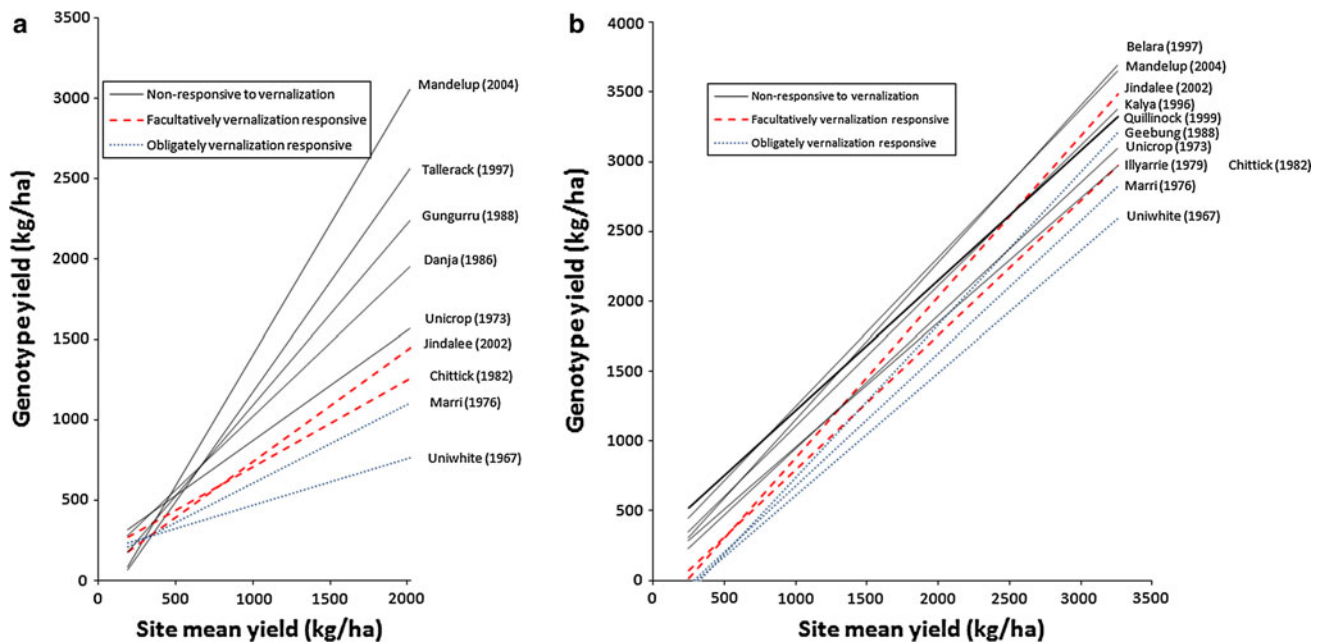 a
3500
3000
2500
2000
1500
1000
500
0
Genotype yield (kg/ha)
Non-responsive to vernalization
Facultatively vernalization responsive
Obligately vernalization responsive
Mandelup (2004)
Tallerack (1997)
Gungurru (1988)
Danja (1986)
Unicrop (1973)
Jindalee (2002)
Chittick (1982)
Marri (1976)
Uniwhite (1967)
0 500 1000 1500 2000
Site mean yield (kg/ha)
b
4000
3500
3000
2500
2000
1500
1000
500
0
Genotype yield (kg/ha)
Non-responsive to vernalization
Facultatively vernalization responsive
Obligately vernalization responsive
Belara (1997)
Mandelup (2004)
Jindalee (2002)
Kalya (1996)
Quillinock (1999)
Geebung (1988)
Unicrop (1973)
Illyarrie (1979) Chittick (1982)
Marri (1976)
Uniwhite (1967)
0 500 1000 1500 2000 2500 3000 3500
Site mean yield (kg/ha)